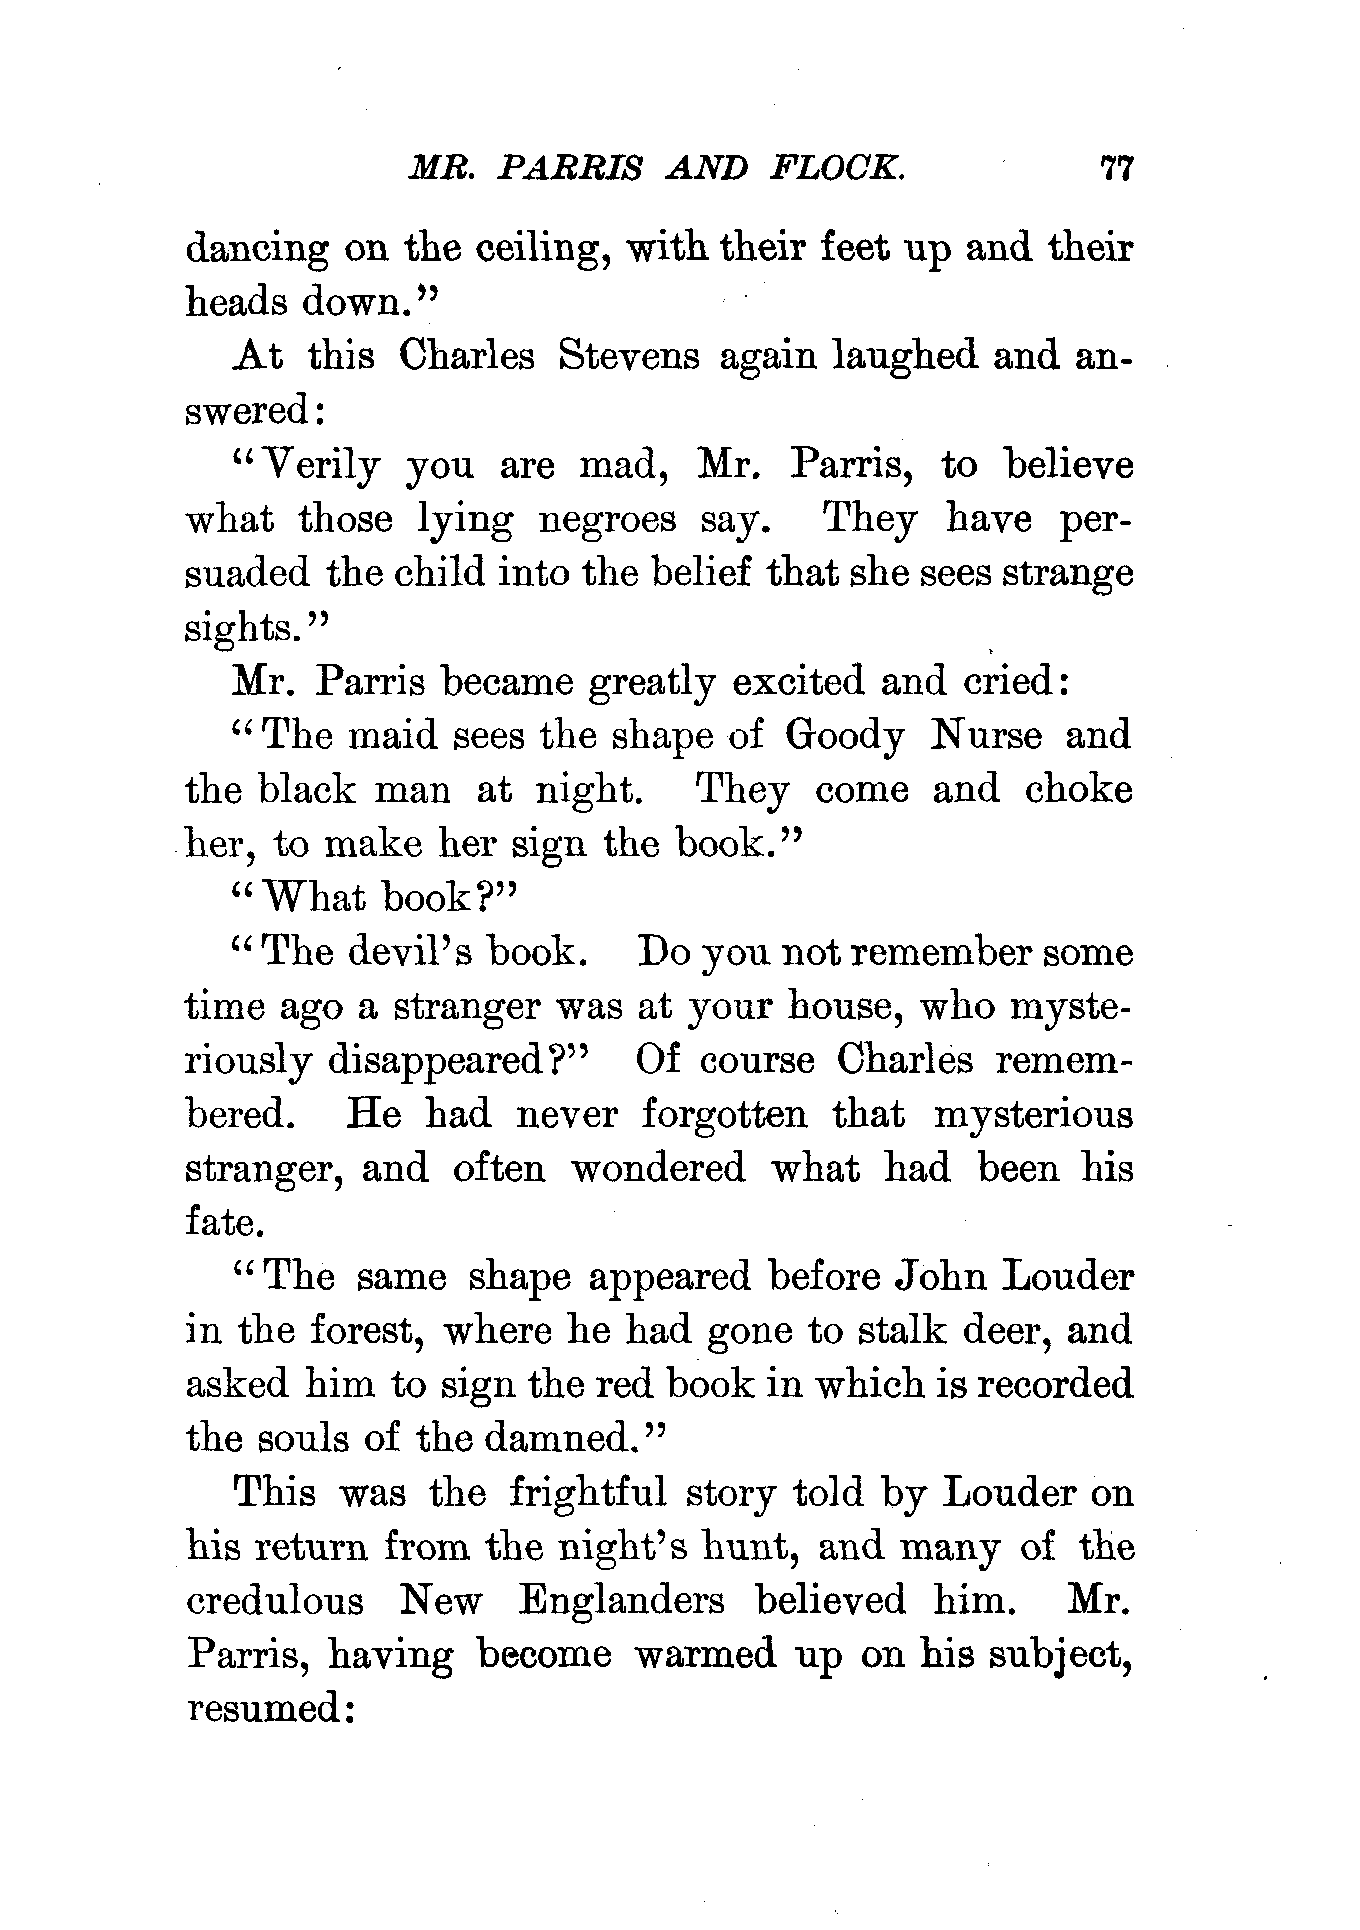 MR. PARRIS AND FLOCK. 77
dancing on the ceiling, with their feet up and their
heads down."
At this Charles Stevens again laughed and an-
swered:
"Verily you are mad, Mr. Parris, to believe
what those lying negroes say. They have per-
suaded the child into the belief that she sees strange
sights."
Mr. Parris became greatly excited and cried:
"The maid sees the shape of Goody Nurse and
the black man at night. They come and choke
her, to make her sign the book."
"What book?"
"The devil's book. Do you not remember some
time ago a stranger was at your house, who myste-
riously disappeared?" Of course Charles remem-
bered. He had never forgotten that mysterious
stranger, and often wondered what had been his
fate.
"The same shape appeared before John Louder
in the forest, where he had gone to stalk deer, and
asked him to sign the red book in which is recorded
the souls of the damned."
This was the frightful story told by Louder on
his return from the night's hunt, and many of the
credulous New Englanders believed him. Mr.
Parris, having become warmed up on his subject,
resumed: